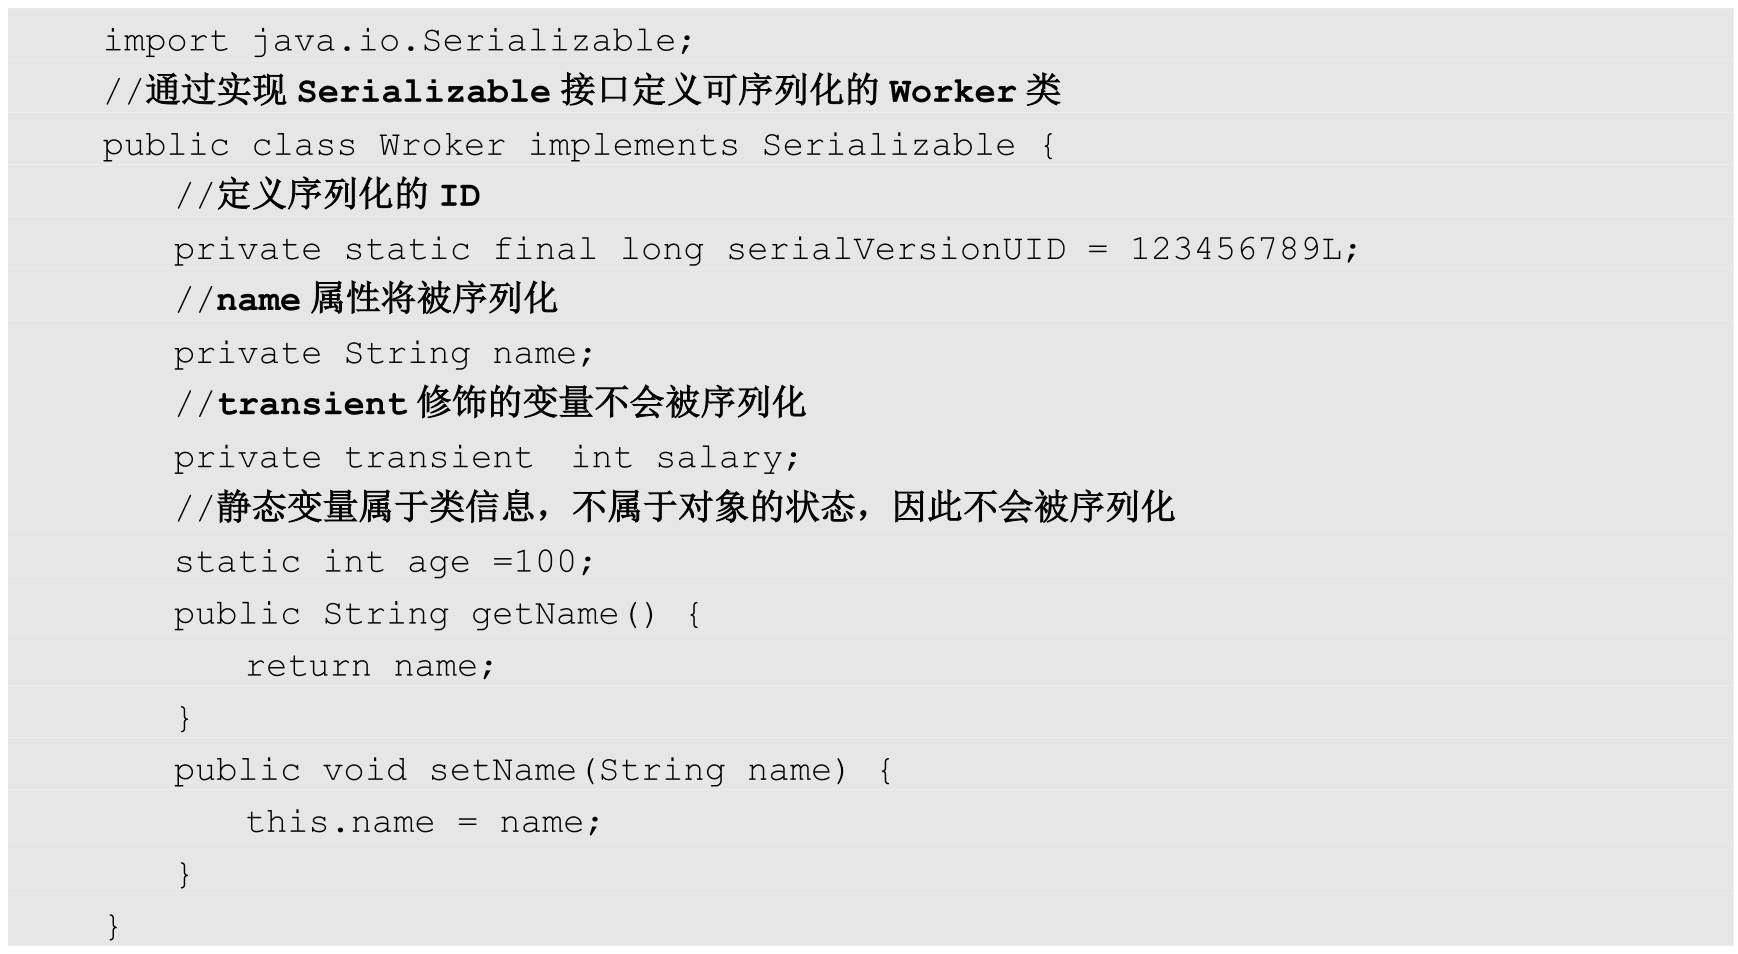 import java.io.Serializable;
//通过实现 Serializable 接口定义可序列化的 Worker 类
public class Wroker implements Serializable {
//定义序列化的 ID
private static final long serialVersionUID = 123456789L;
//name 属性将被序列化
private String name;
//transient 修饰的变量不会被序列化
private transient  int salary;
//静态变量属于类信息，不属于对象的状态，因此不会被序列化
static int age =100;
public String getName() {
return name;
}
public void setName(String name) {
this.name = name;
}
}